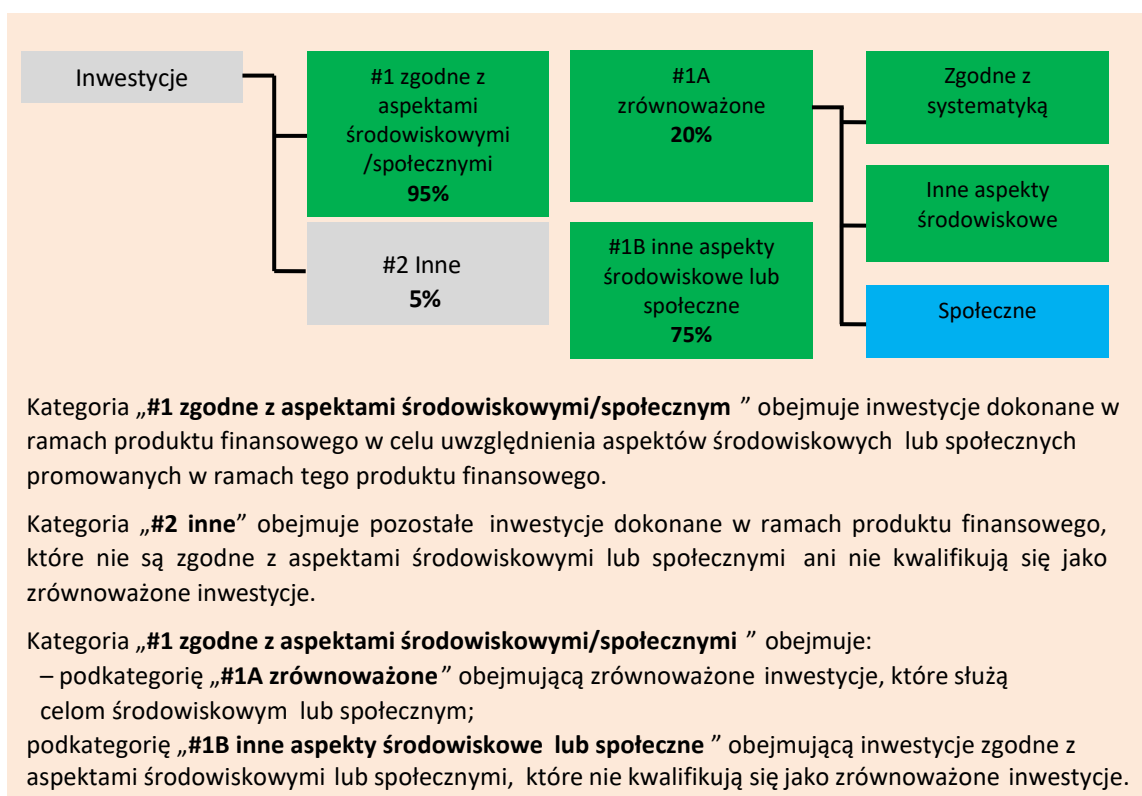 Inwestycje
#1 zgodne z
aspektami
środowiskowymi
/społecznymi
95%
#2 Inne
5%
#1A
zrównoważone
20%
#1B inne aspekty
środowiskowe lub
społeczne
75%
Zgodne z
systematyką
Inne aspekty
środowiskowe
Społeczne
Kategoria „#1 zgodne z aspektami środowiskowymi/społecznym ” obejmuje inwestycje dokonane w
ramach produktu finansowego w celu uwzględnienia aspektów środowiskowych lub społecznych
promowanych w ramach tego produktu finansowego.
Kategoria „#2 inne” obejmuje pozostałe inwestycje dokonane w ramach produktu finansowego,
które nie są zgodne z aspektami środowiskowymi lub społecznymi ani nie kwalifikują się jako
zrównoważone inwestycje.
Kategoria „#1 zgodne z aspektami środowiskowymi/społecznymi ” obejmuje:
– podkategorię „#1A zrównoważone” obejmującą zrównoważone inwestycje, które służą
celom środowiskowym lub społecznym;
podkategorię „#1B inne aspekty środowiskowe lub społeczne ” obejmującą inwestycje zgodne z
aspektami środowiskowymi lub społecznymi, które nie kwalifikują się jako zrównoważone inwestycje.